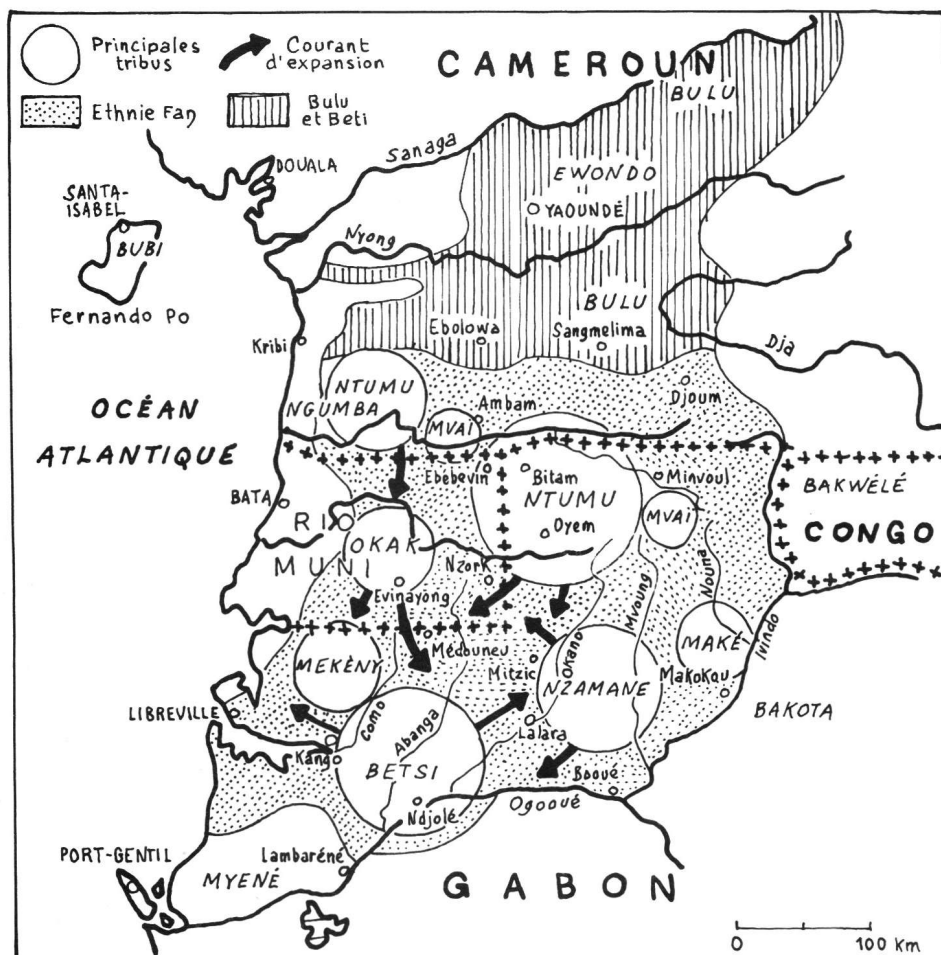 Principales
tribus
Courant
d'expansion
Ethnie Fan
Bulu
et Beti
CAMEROUN
BULU
Sanaga
DOUALA
EWONDO
YAOUNDÉ
SANTA-
ISABEL
BUBI
Nyong
Fernando Po
BULU
Ebolowa
Sangmelima
Kribi
Dja
NTUMU
Djoum
OCÉAN
ATLANTIQUE
NGUMBA
Ambam
MVAÏ
Ebebevin
Bitam
Minvoul
BAKWÉLÉ
BATA
NTUMU
MVAI
RIO
Oyem
CONGO
OKAK
MUNI
Nzork
Evinayong
Mvoung
Nouna
Ivindo
Médouneu
Okano
MAKÉ
MEKÈNY
Mitzic
Makokou
NZAMANE
LIBREVILLE
Como
Abanga
BAKOTA
Lalara
Kango
BETSI
Booué
Ndjolé
Ogooué
PORT-GENTIL
Lambaréné
MYENÉ
GABON
0 100 Km